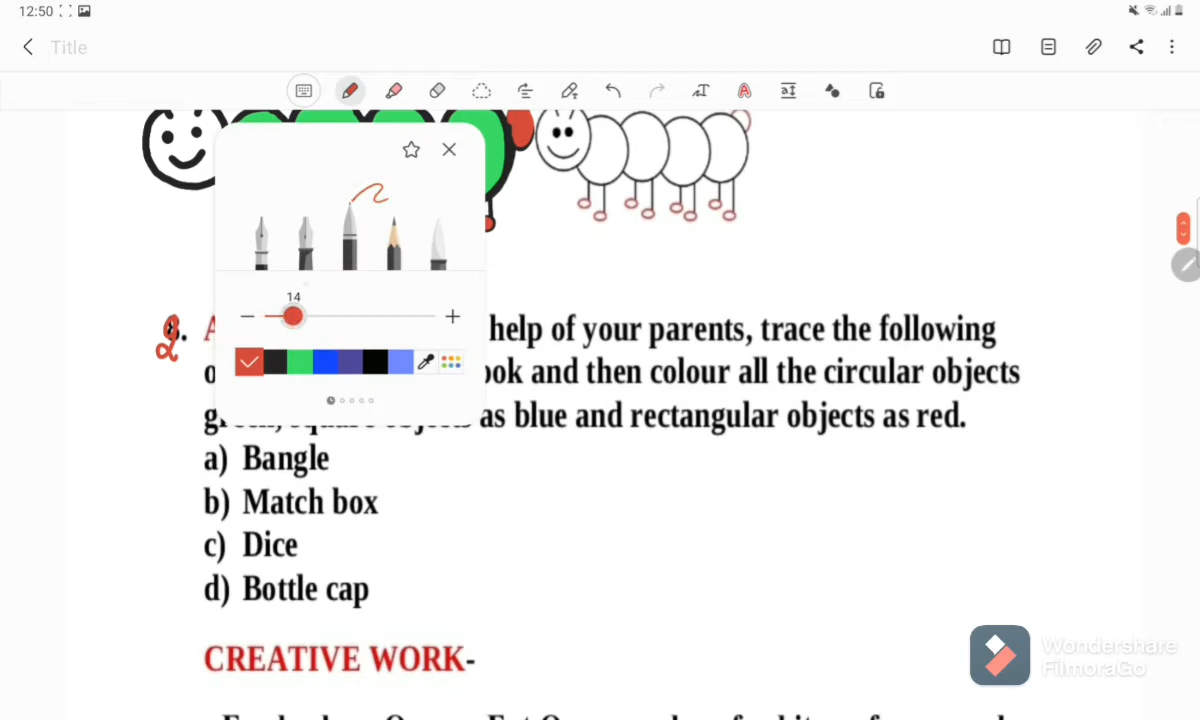 12:50
Title
14
2. A help of your parents, trace the following
ook and then colour all the circular objects
as blue and rectangular objects as red.
a) Bangle
b) Match box
c) Dice
d) Bottle cap
CREATIVE WORK-
Wondershare
FilmoraGo